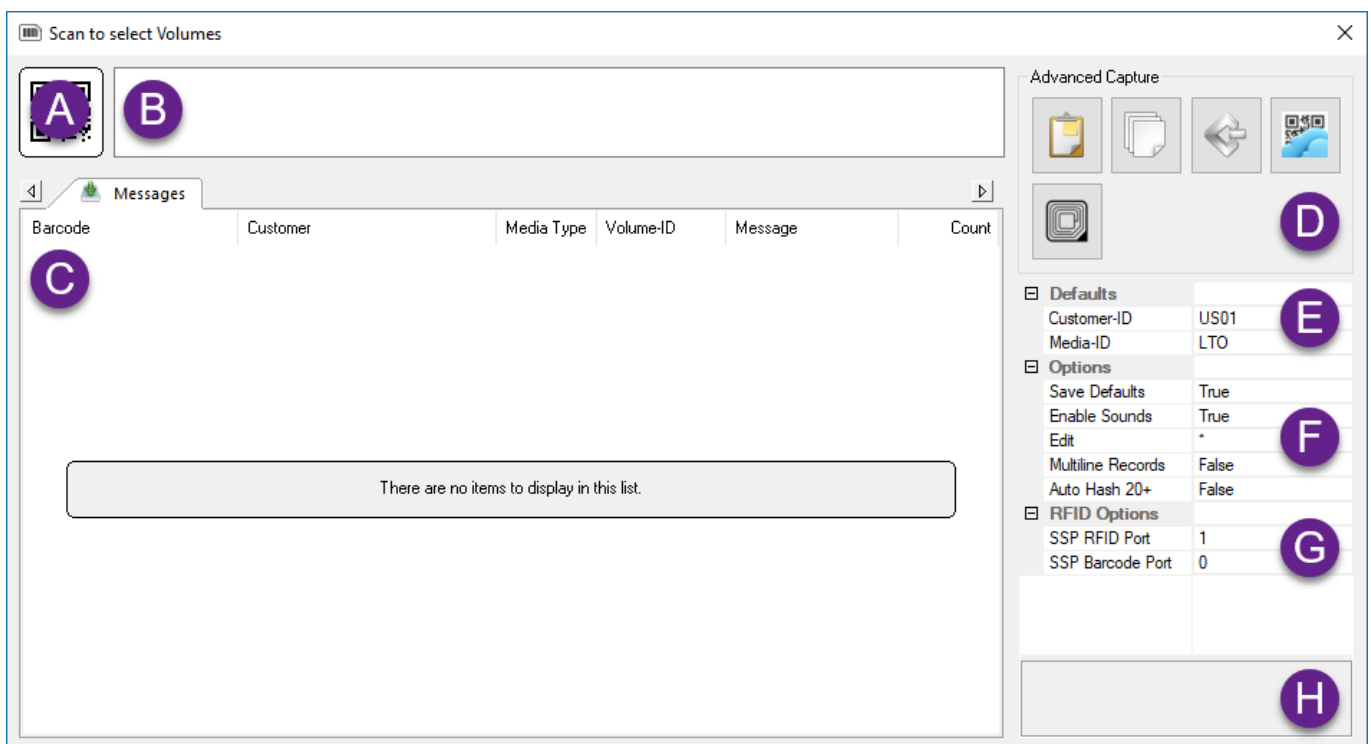 Scan to select Volumes
A
B
Advanced Capture
Messages
Barcode Customer Media Type Volume-ID Message Count
C
D
Defaults
E
Customer-ID US01
Media-ID LTO
Options
Save Defaults True
Enable Sounds True
F
Edit *
Multiline Records False
Auto Hash 20+ False
There are no items to display in this list.
RFID Options
SSP RFID Port 1
G
SSP Barcode Port 0
H